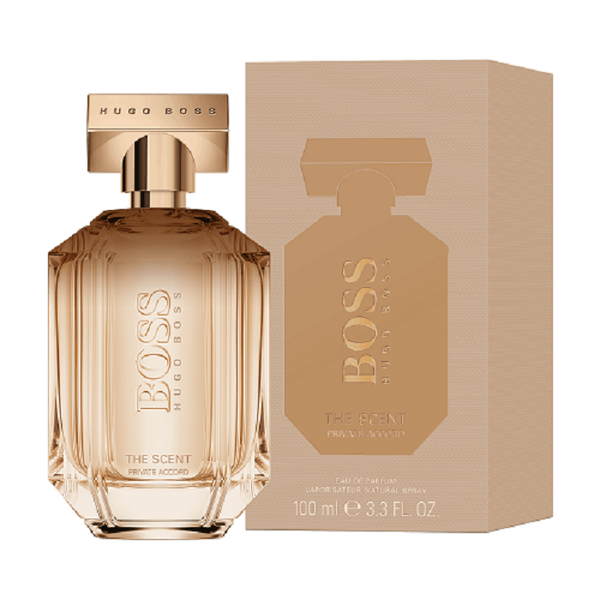 HUGO BOSS
BOSS
HUGO BOSS
THE SCENT
PRIVATE ACCORD
BOSS
HUGO BOSS
THE SCENT
PRIVATE ACCORD
EAU DE PARFUM
VAPORISATEUR NATURAL SPRAY
100 ml ℮ 3.3 FL. OZ.